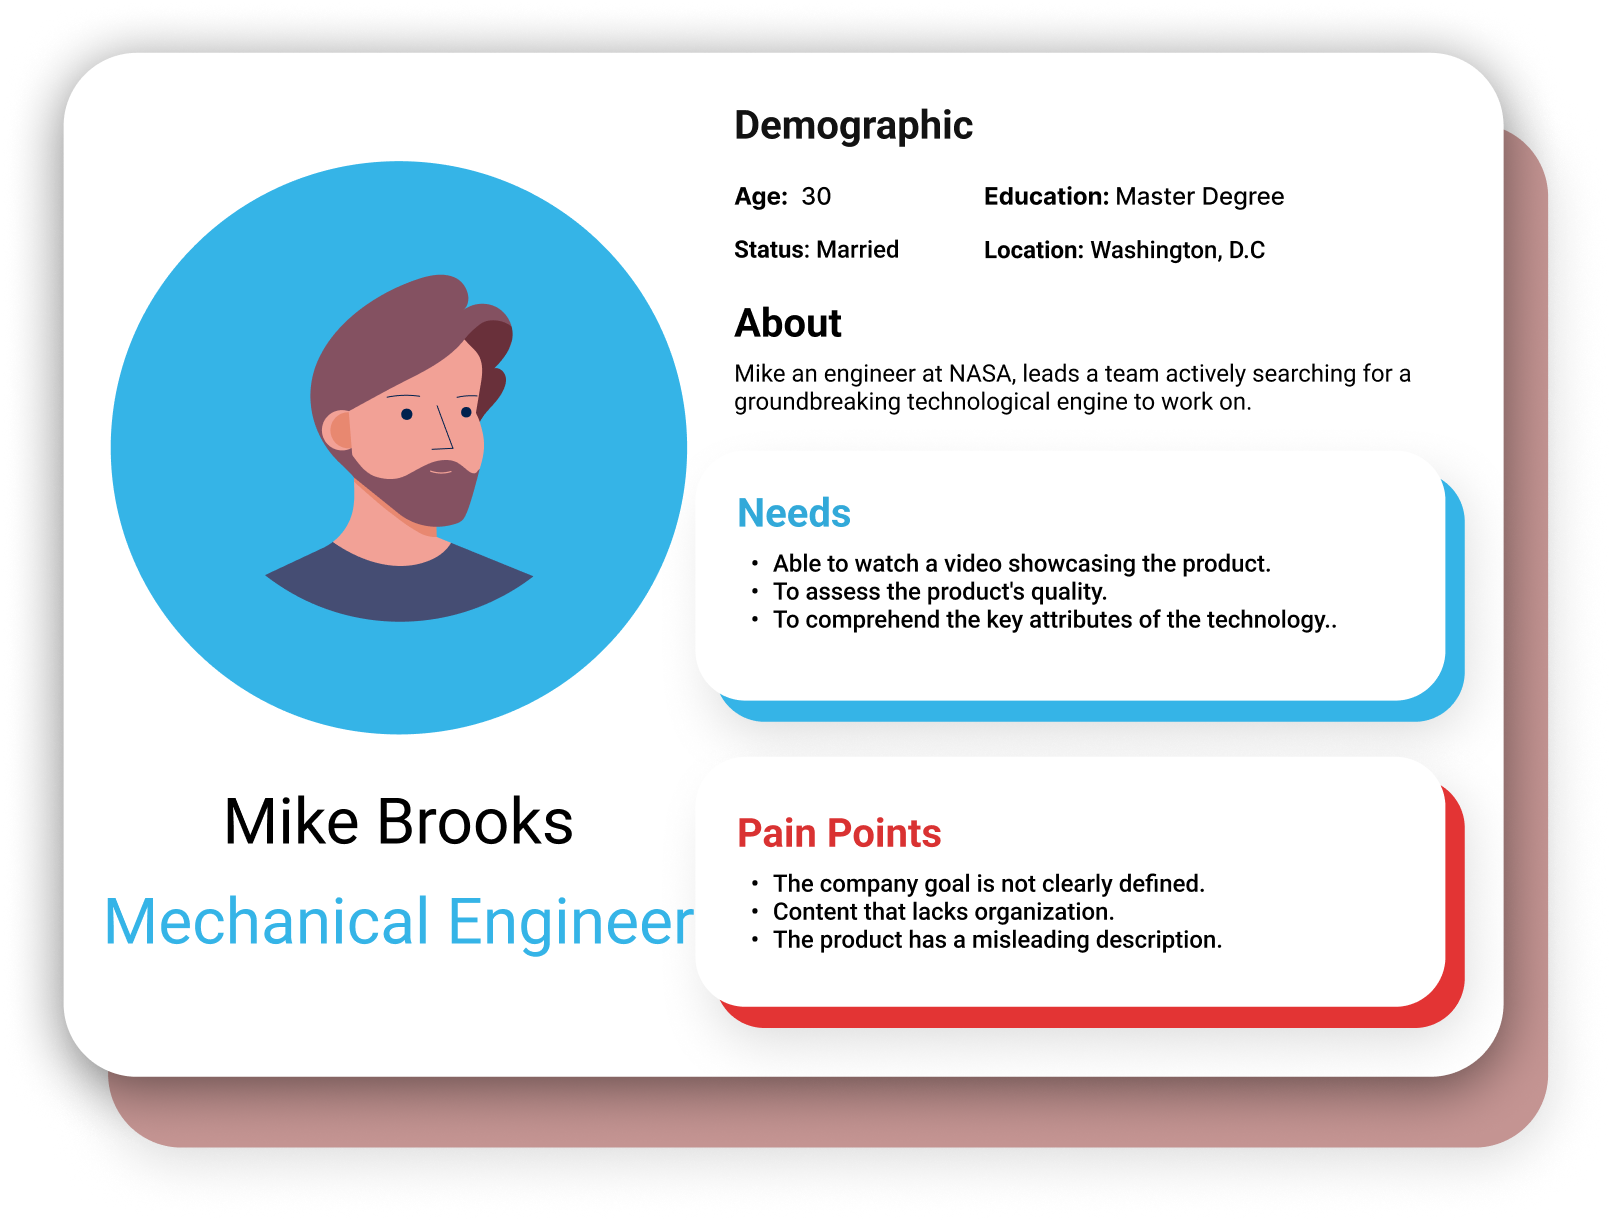 Demographic
Age: 30
Education: Master Degree
Status: Married
Location: Washington, D.C
About
Mike an engineer at NASA, leads a team actively searching for a
groundbreaking technological engine to work on.
Needs
• Able to watch a video showcasing the product.
• To assess the product's quality.
• To comprehend the key attributes of the technology..
Mike Brooks
Mechanical Engineer
Pain Points
• The company goal is not clearly defined.
• Content that lacks organization.
• The product has a misleading description.